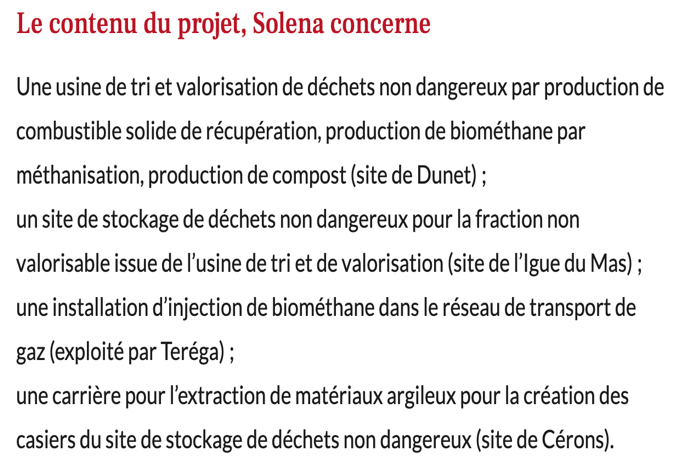 Le contenu du projet, Solena concerne
Une usine de tri et valorisation de déchets non dangereux par production de
combustible solide de récupération, production de biométhane par
méthanisation, production de compost (site de Dunet) ;
un site de stockage de déchets non dangereux pour la fraction non
valorisable issue de l’usine de tri et de valorisation (site de l’Igue du Mas) ;
une installation d’injection de biométhane dans le réseau de transport de
gaz (exploité par Teréga) ;
une carrière pour l’extraction de matériaux argileux pour la création des
casiers du site de stockage de déchets non dangereux (site de Cérons).